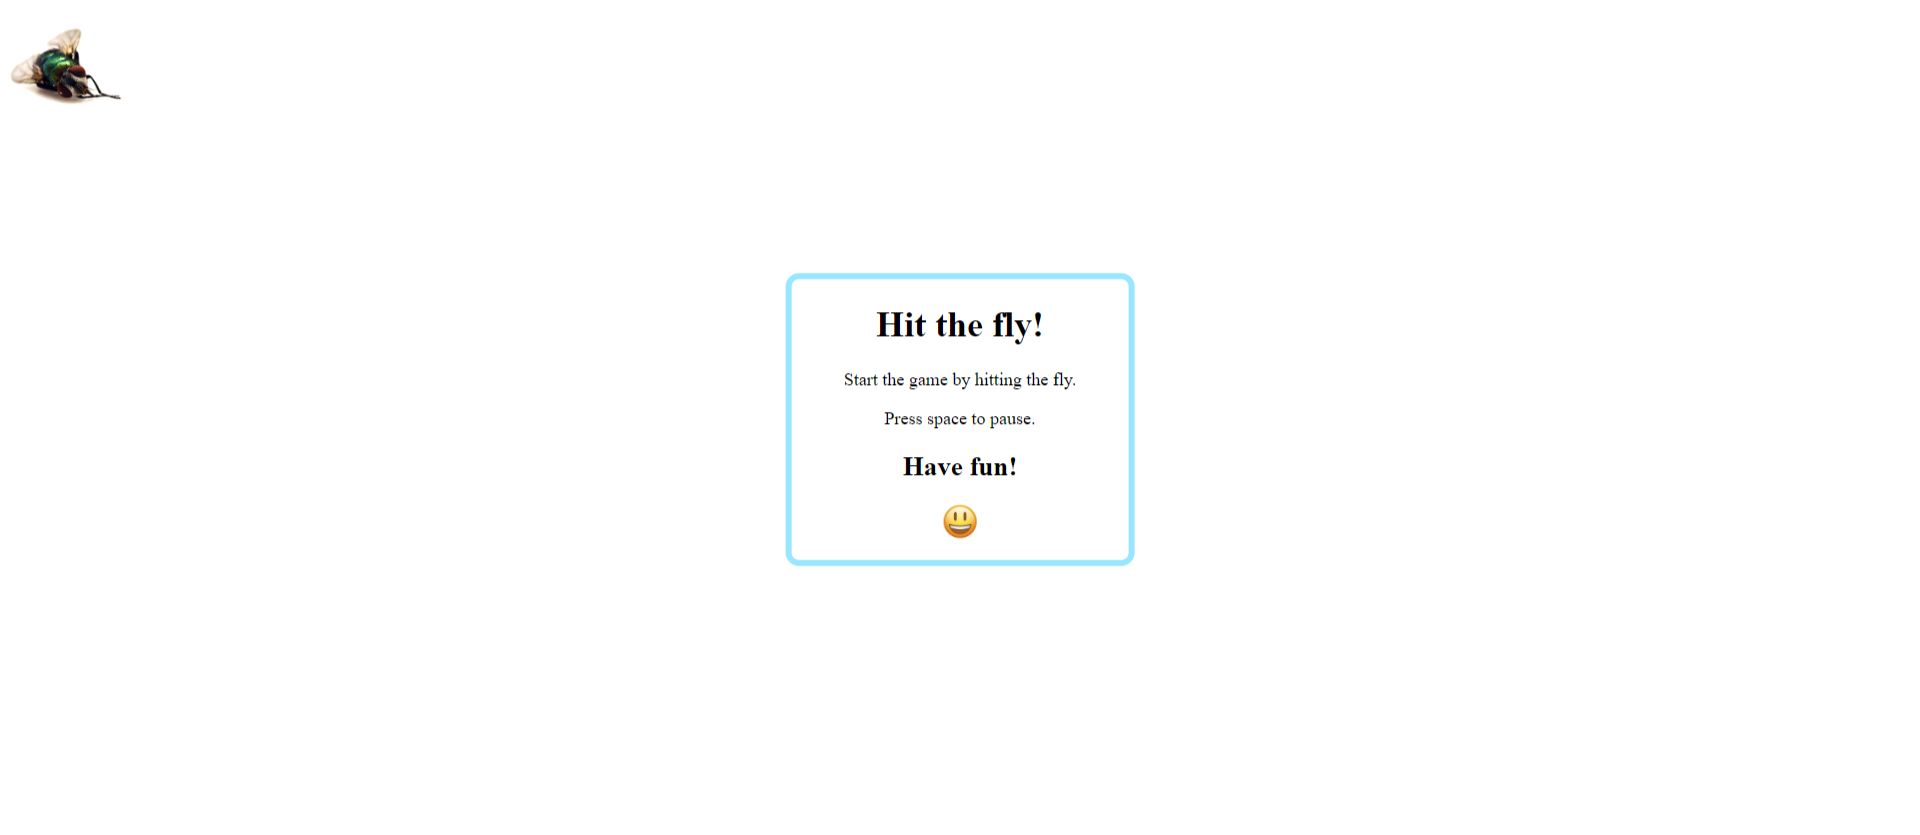 Hit the fly!
Start the game by hitting the fly.
Press space to pause.
Have fun!